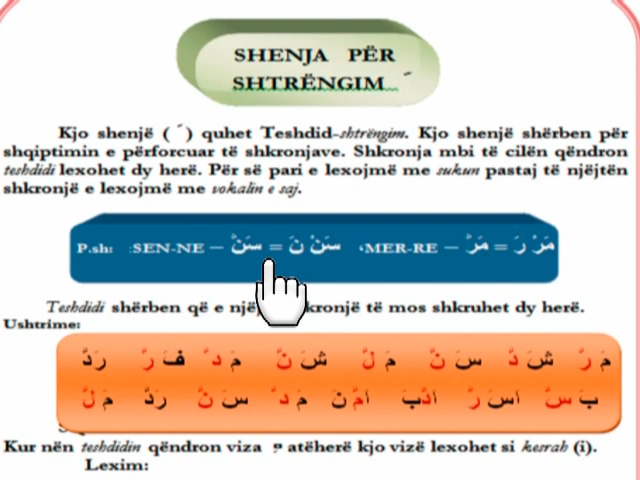 SHENJA PËR
SHTRËNGIM ّ
Kjo shenjë ( ّ ) quhet Teshdid-shtrëngim. Kjo shenjë shërben për
shqiptimin e përforcuar të shkronjave. Shkronja mbi të cilën qëndron
teshdidi lexohet dy herë. Për së pari e lexojmë me sukun pastaj të njëjtën
shkronjë e lexojmë me vokalin e saj.
P.sh: :SEN-NE – سَنَّ = سَنْ نَ ،MER-RE – مَرَّ = مَرْ رَ
Teshdidi shërben që e një shkronjë të mos shkruhet dy herë.
Ushtrime:
مَ رَّ شَ دَّ سَ نَّ مَ لَّ شَ نَّ مَ دَّ فَ رَّ رَدَّ
بَ سَّ اَسَ رَّ اَدَّبَ اَمَّ نَ مَ دَّ سَ نَّ رَدَّ مَ لَّ
Kur nën teshdidin qëndron viza atëherë kjo vizë lexohet si kesrah (i).
Lexim: